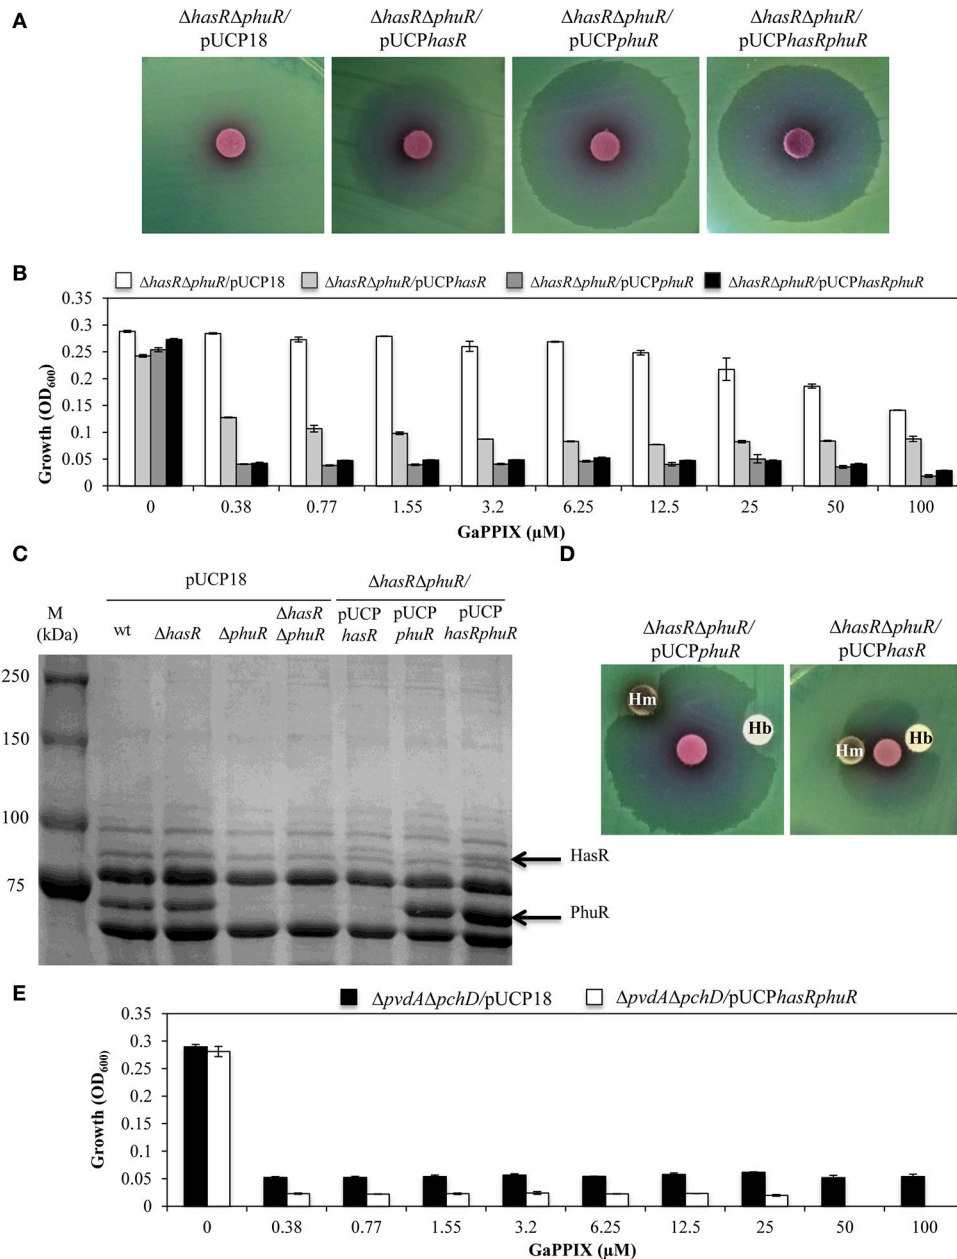 A
ΔhasRΔphuR/
pUCP18
ΔhasRΔphuR/
pUCPhasR
ΔhasRΔphuR/
pUCPphuR
ΔhasRΔphuR/
pUCPhasRphuR
B
ΔhasRΔphuR/pUCP18 ΔhasRΔphuR/pUCPhasR ΔhasRΔphuR/pUCPphuR ΔhasRΔphuR/pUCPhasRphuR
Growth (OD600)
0.35
0.3
0.25
0.2
0.15
0.1
0.05
0
0 0.38 0.77 1.55 3.2 6.25 12.5 25 50 100
GaPPIX (µM)
C
pUCP18
ΔhasRΔphuR/
M
(kDa)
wt
ΔhasR
ΔphuR
ΔhasR
ΔphuR
pUCP
hasR
pUCP
phuR
pUCP
hasRphuR
250
150
100
75
HasR
PhuR
D
ΔhasRΔphuR/
pUCPphuR
ΔhasRΔphuR/
pUCPhasR
Hm
Hb
Hm
Hb
E
ΔpvdAΔpchD/pUCP18 ΔpvdAΔpchD/pUCPhasRphuR
Growth (OD600)
0.35
0.3
0.25
0.2
0.15
0.1
0.05
0
0 0.38 0.77 1.55 3.2 6.25 12.5 25 50 100
GaPPIX (µM)